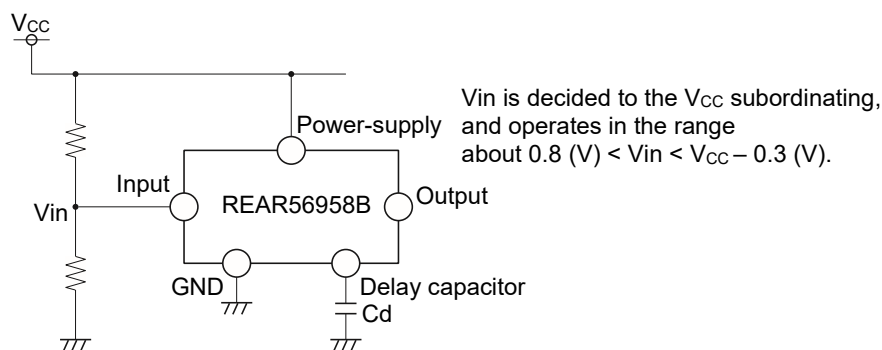 VCC
Vin is decided to the VCC subordinating,
and operates in the range
about 0.8 (V) < Vin < VCC – 0.3 (V).
Power-supply
Input
REAR56958B
Output
Vin
GND
Delay capacitor
Cd